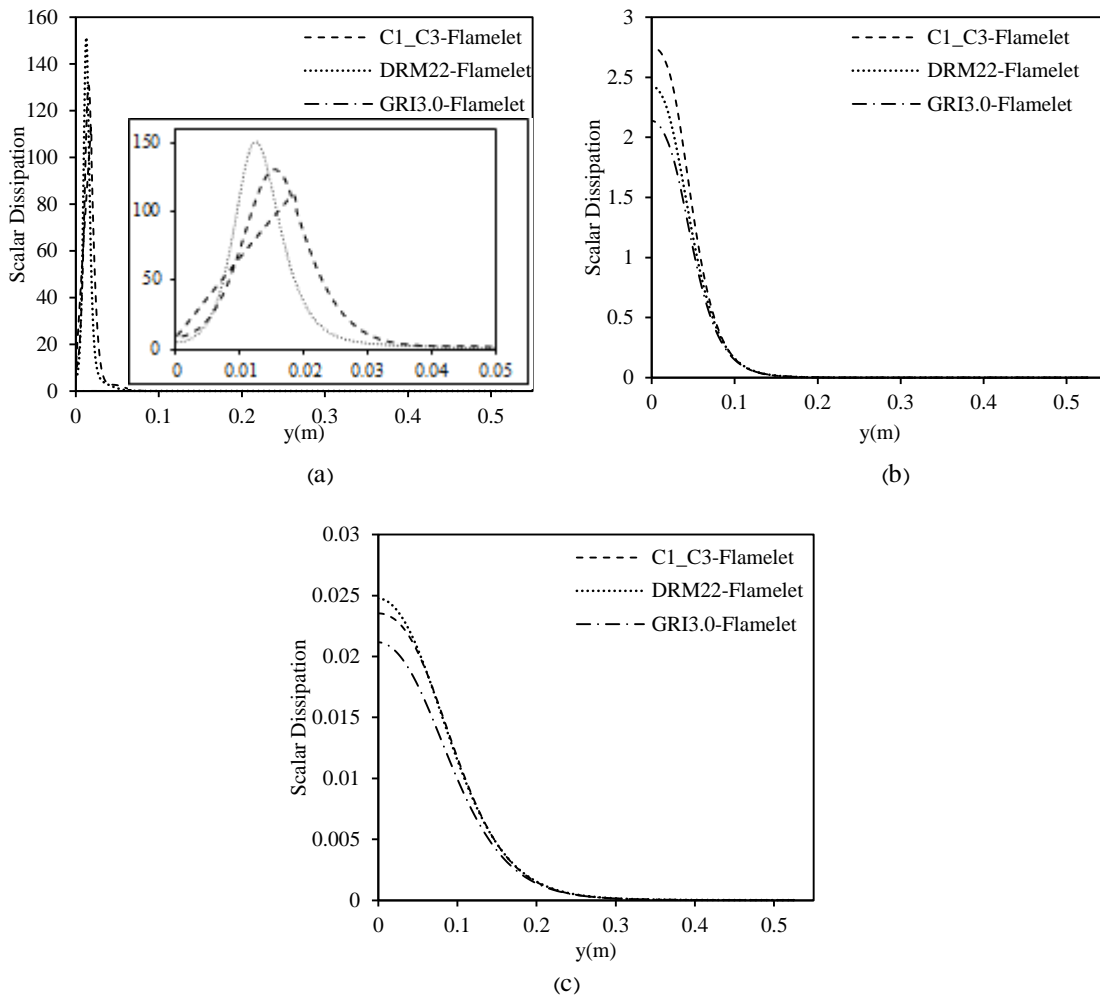 160
140
120
100
80
60
40
20
0
Scalar Dissipation
C1_C3-Flamelet
DRM22-Flamelet
GRI3.0-Flamelet
150
100
50
0
0 0.01 0.02 0.03 0.04 0.05
0 0.1 0.2 0.3 0.4 0.5
y(m)
(a)
3
2.5
2
1.5
1
0.5
0
Scalar Dissipation
C1_C3-Flamelet
DRM22-Flamelet
GRI3.0-Flamelet
0 0.1 0.2 0.3 0.4 0.5
y(m)
(b)
0.03
0.025
0.02
0.015
0.01
0.005
0
Scalar Dissipation
C1_C3-Flamelet
DRM22-Flamelet
GRI3.0-Flamelet
0 0.1 0.2 0.3 0.4 0.5
y(m)
(c)